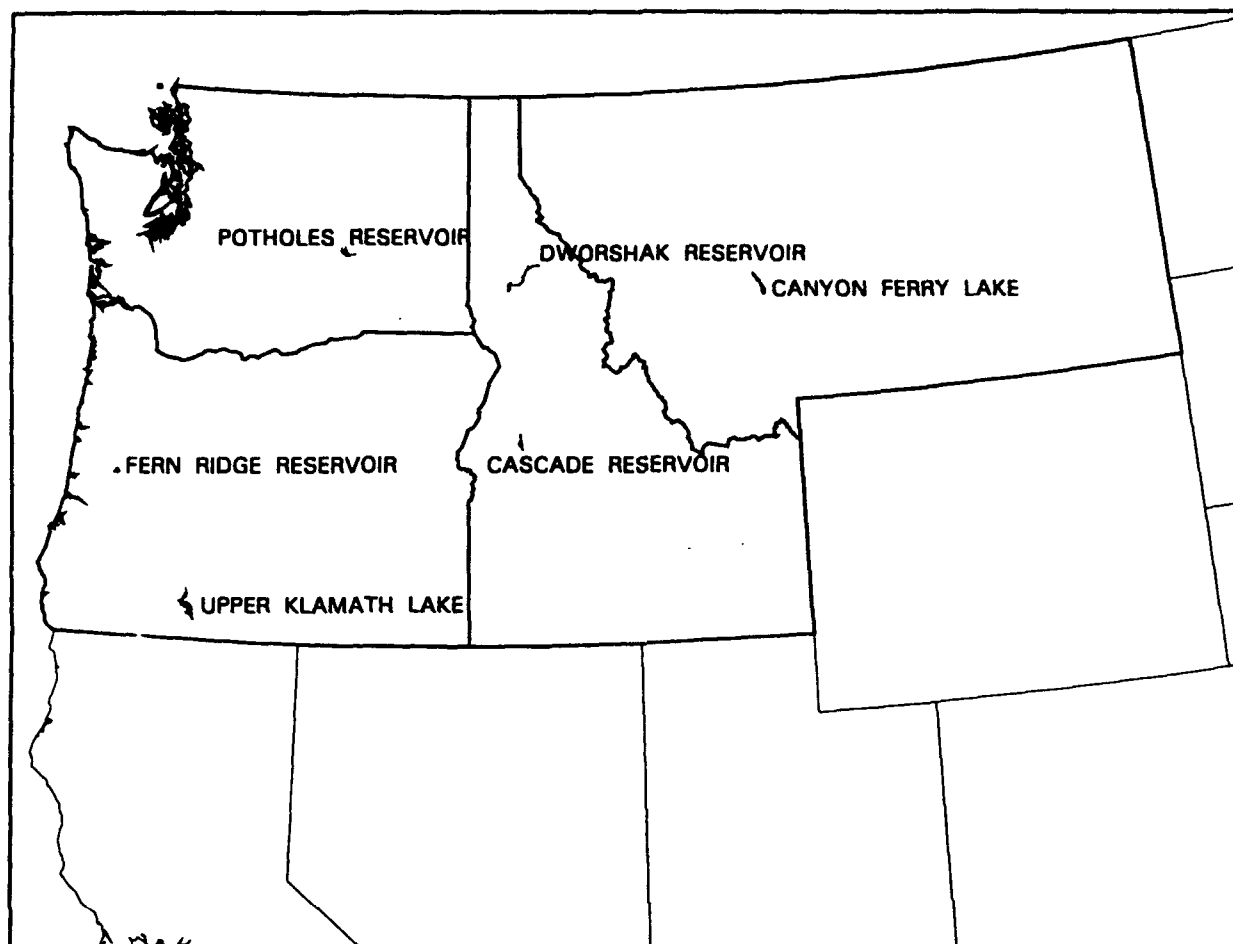 POTHOLES RESERVOIR
DWORSHAK RESERVOIR
CANYON FERRY LAKE
FERN RIDGE RESERVOIR
CASCADE RESERVOIR
UPPER KLAMATH LAKE